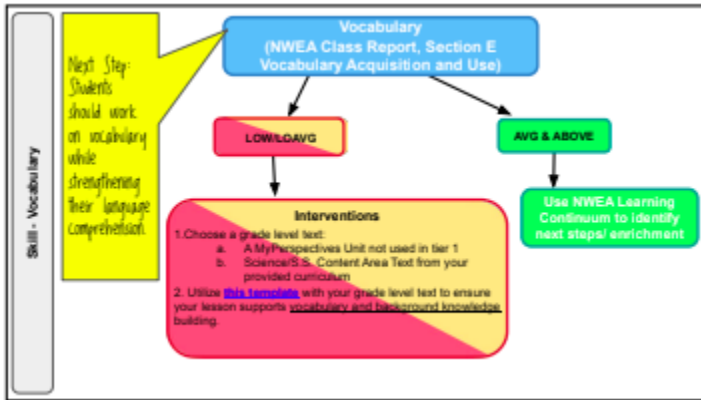 Skill - Vocabulary
Next Step:
Students
should work
on vocabulary
while
strengthening
their language
comprehension.
Vocabulary
(NWEA Class Report, Section E
Vocabulary Acquisition and Use)
LOW/LOAVG
AVG & ABOVE
Interventions
1.Choose a grade level text:
a. A MyPerspectives Unit not used in tier 1
b. Science/S.S. Content Area Text from your
provided curriculum
2. Utilize this template with your grade level text to ensure
your lesson supports vocabulary and background knowledge
building.
Use NWEA Learning
Continuum to identify
next steps/ enrichment